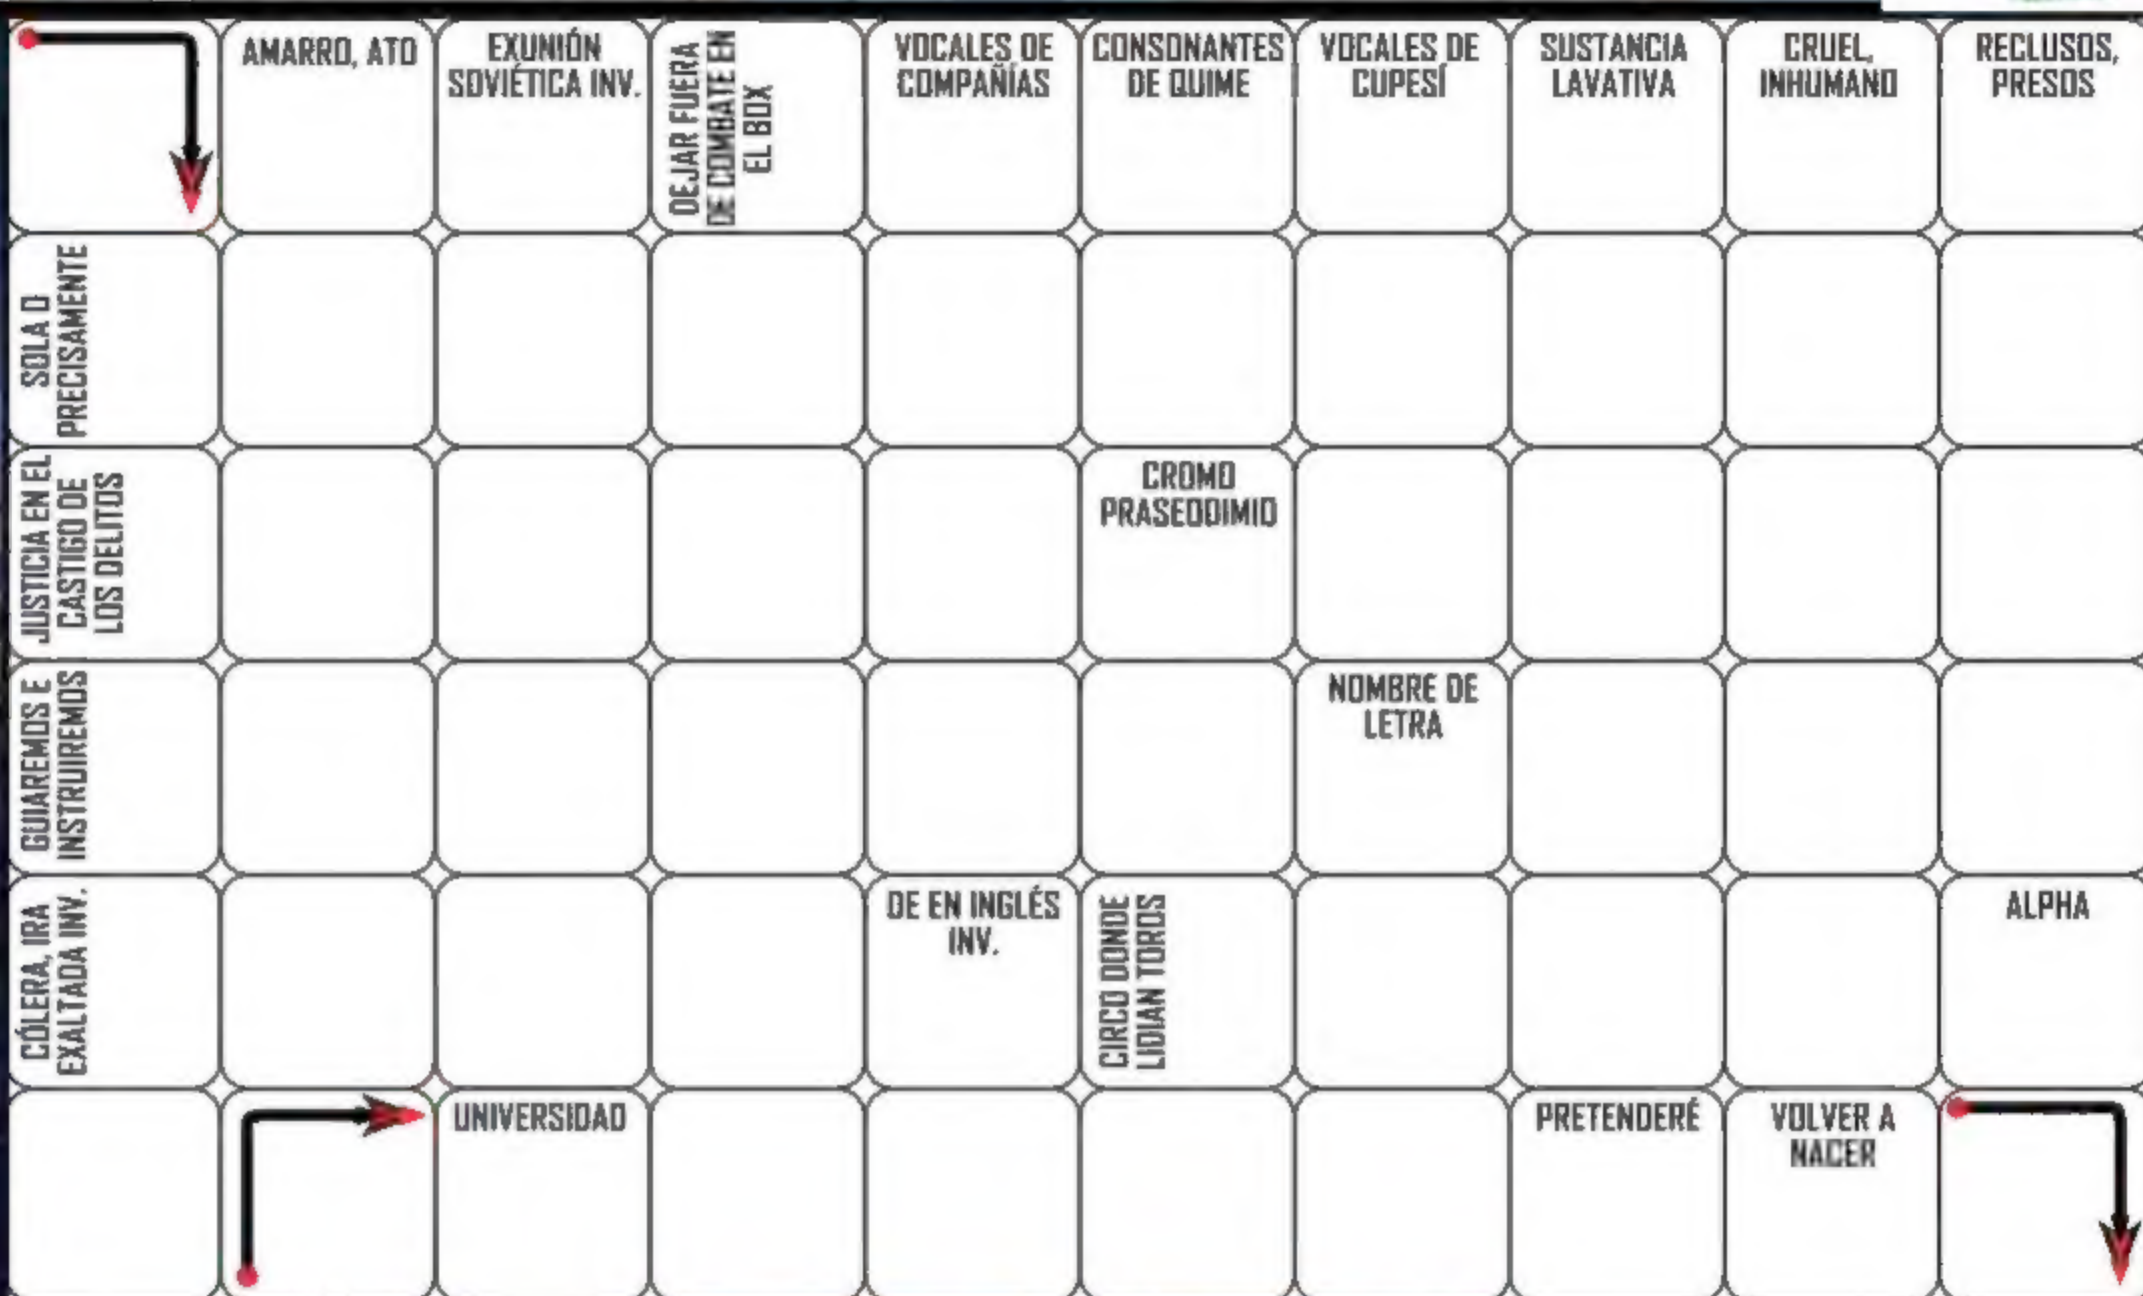 AMARRO, ATO
EXUNIÓN
SOVIÉTICA INV.
DEJAR FUERA
DE COMBATE EN
EL BOX
VOCALES DE
COMPAÑÍAS
CONSONANTES
DE QUIME
VOCALES DE
CUPESÍ
SUSTANCIA
LAVATIVA
CRUEL,
INHUMANO
RECLUSOS,
PRESOS
SOLA O
PRECISAMENTE
JUSTICIA EN EL
CASTIGO DE
LOS DELITOS
CROMO
PRASEODIMIO
GUIAREMOS E
INSTRUIREMOS
NOMBRE DE
LETRA
CÓLERA, IRA
EXALTADA INV.
DE EN INGLÉS
INV.
CIRCO DONDE
LIDIAN TOROS
ALPHA
UNIVERSIDAD
PRETENDERÉ
VOLVER A
NACER